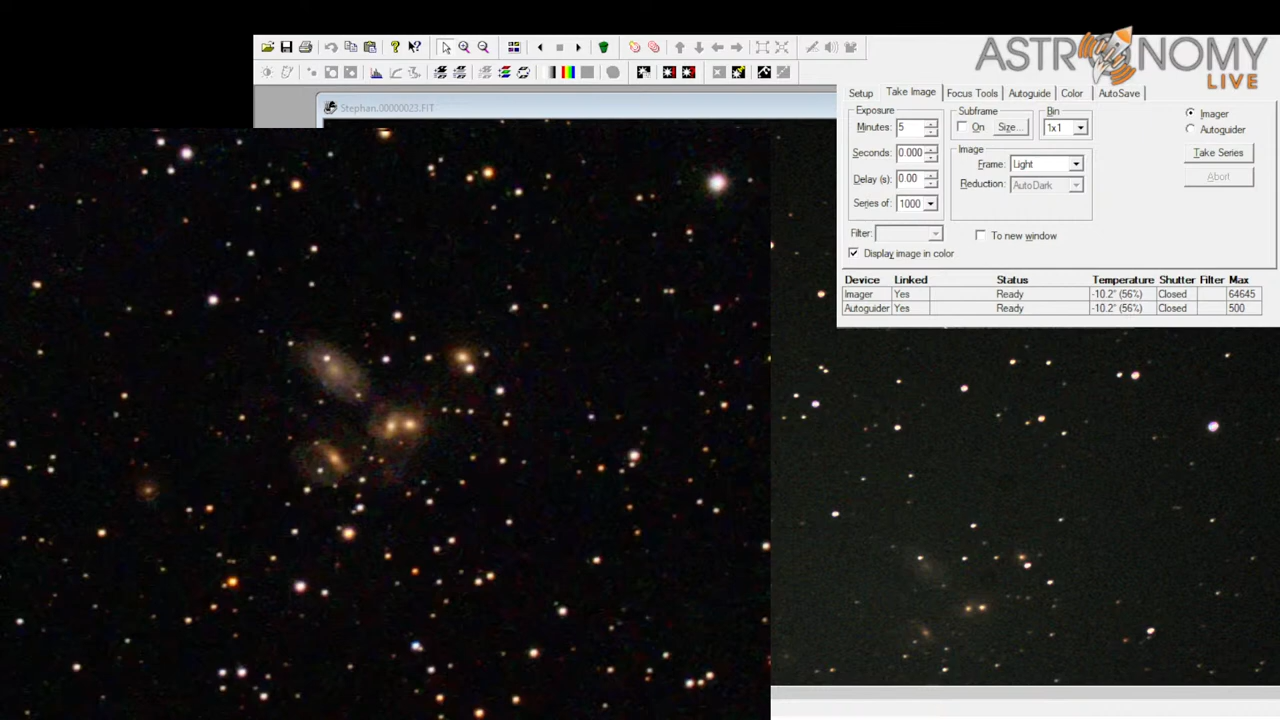 ASTRONOMY
LIVE
Stephan.00000023.FIT
Setup Take Image Focus Tools Autoguide Color AutoSave
Exposure
Minutes: 5
Seconds: 0.000
Delay (s): 0.00
Series of: 1000
Subframe
On Size...
Bin
1x1
Image
Frame: Light
Reduction: AutoDark
Imager
Autoguider
Take Series
Abort
Filter:
To new window
Display image in color
Device Linked Status Temperature Shutter Filter Max
Imager Yes Ready -10.2° (56%) Closed 64645
Autoguider Yes Ready -10.2° (56%) Closed 500